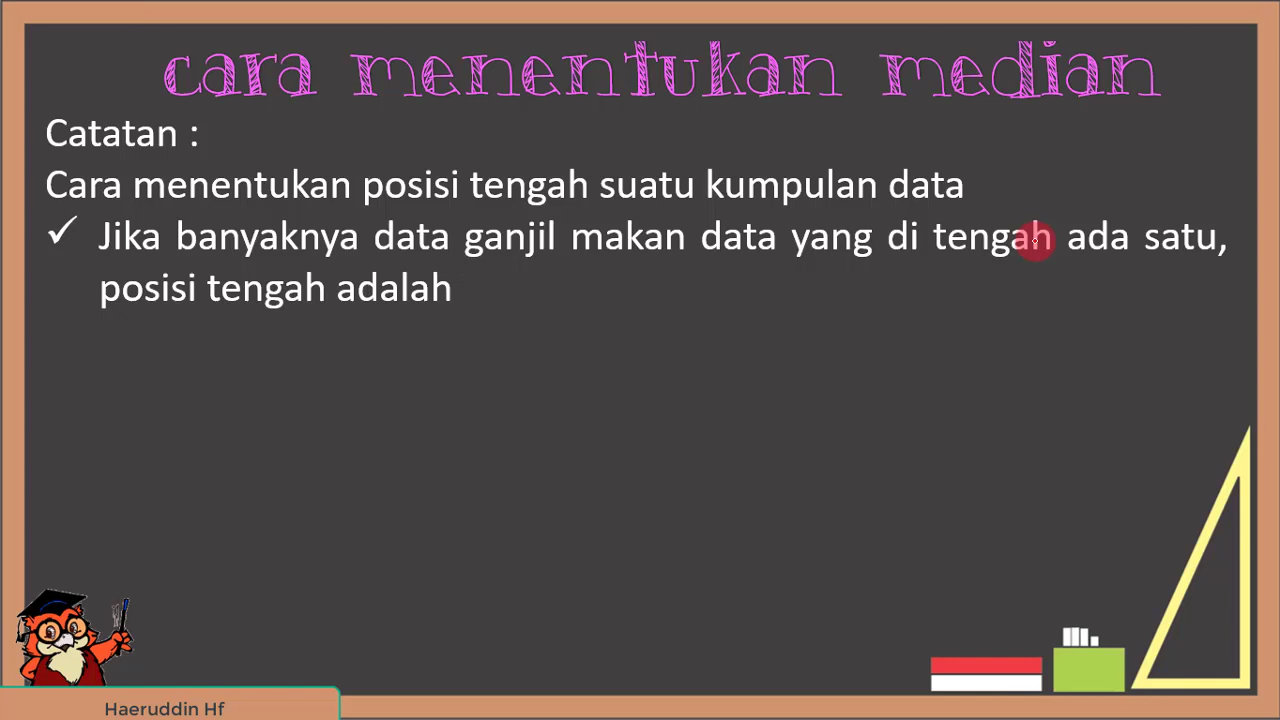 cara menentukan median
Catatan :
Cara menentukan posisi tengah suatu kumpulan data
✓ Jika banyaknya data ganjil makan data yang di tengah ada satu,
posisi tengah adalah
Haeruddin Hf